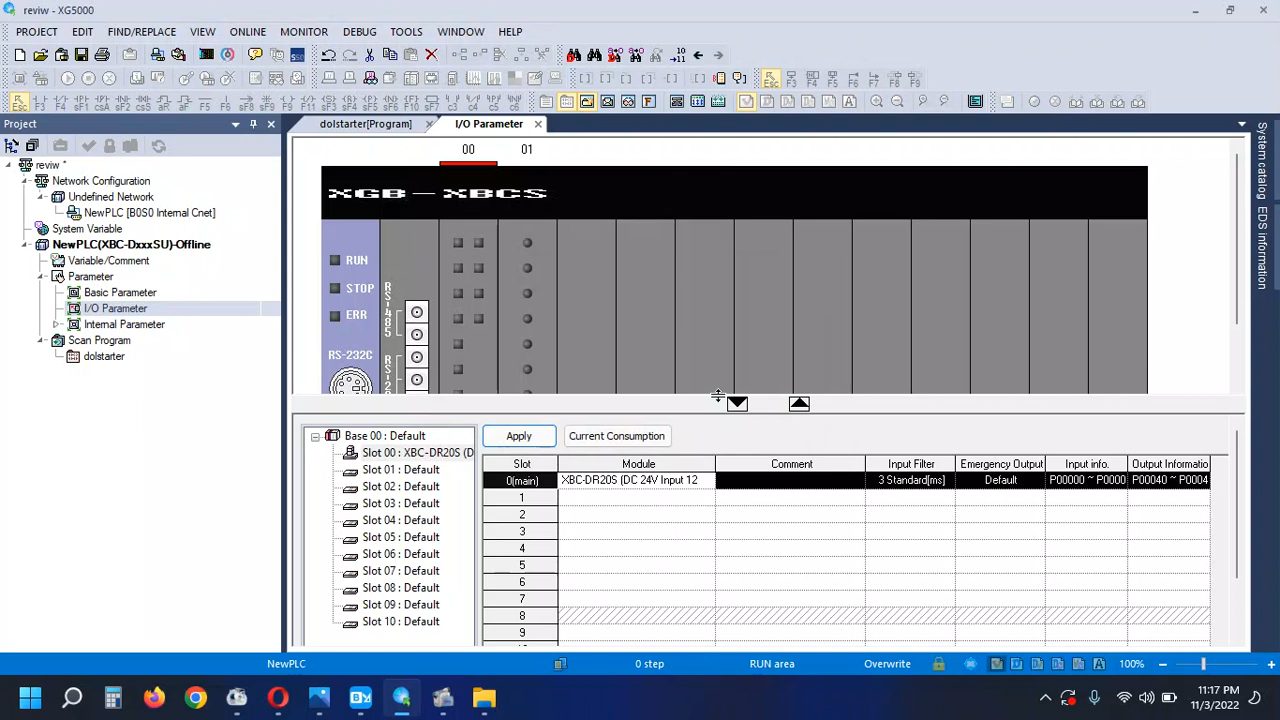 reviw - XG5000
PROJECT EDIT FIND/REPLACE VIEW ONLINE MONITOR DEBUG TOOLS WINDOW HELP
Project
dolstarter[Program] I/O Parameter
reviw *
Network Configuration
Undefined Network
NewPLC [B0S0 Internal Cnet]
System Variable
NewPLC(XBC-DxxxSU)-Offline
Variable/Comment
Parameter
Basic Parameter
I/O Parameter
Internal Parameter
Scan Program
dolstarter
00 01
XGB-XBCS
RUN
STOP
ERR
RS-232C
RS-485
System catalog
EDS information
Base 00 : Default
Slot 00 : XBC-DR20S (D
Slot 01 : Default
Slot 02 : Default
Slot 03 : Default
Slot 04 : Default
Slot 05 : Default
Slot 06 : Default
Slot 07 : Default
Slot 08 : Default
Slot 09 : Default
Slot 10 : Default
Apply Current Consumption
Slot Module Comment Input Filter Emergency Output Input info. Output Informatio
0(main) XBC-DR20S (DC 24V Input 12 3 Standard[ms] Default P00000 ~ P0000 P00040 ~ P0004
1
2
3
4
5
6
7
8
9
NewPLC 0 step RUN area Overwrite 100%
11:17 PM
11/3/2022